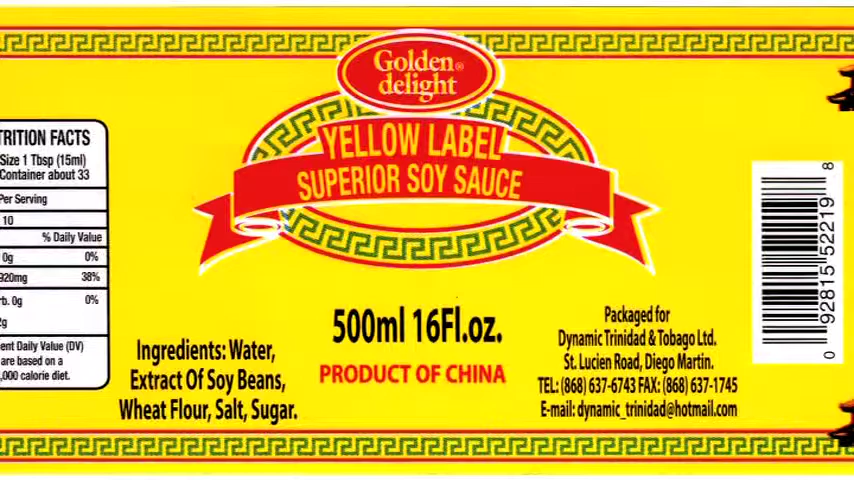 Golden®
delight
YELLOW LABEL
SUPERIOR SOY SAUCE
TRITION FACTS
Size 1 Tbsp (15ml)
Container about 33
Per Serving
10
% Daily Value
0g 0%
920mg 38%
rb. 0g 0%
2g
ent Daily Value (DV)
are based on a
,000 calorie diet.
Ingredients: Water,
Extract Of Soy Beans,
Wheat Flour, Salt, Sugar.
500ml 16Fl.oz.
PRODUCT OF CHINA
Packaged for
Dynamic Trinidad & Tobago Ltd.
St. Lucien Road, Diego Martin.
TEL: (868) 637-6743 FAX: (868) 637-1745
E-mail: dynamic_trinidad@hotmail.com
0 92815 52219 8